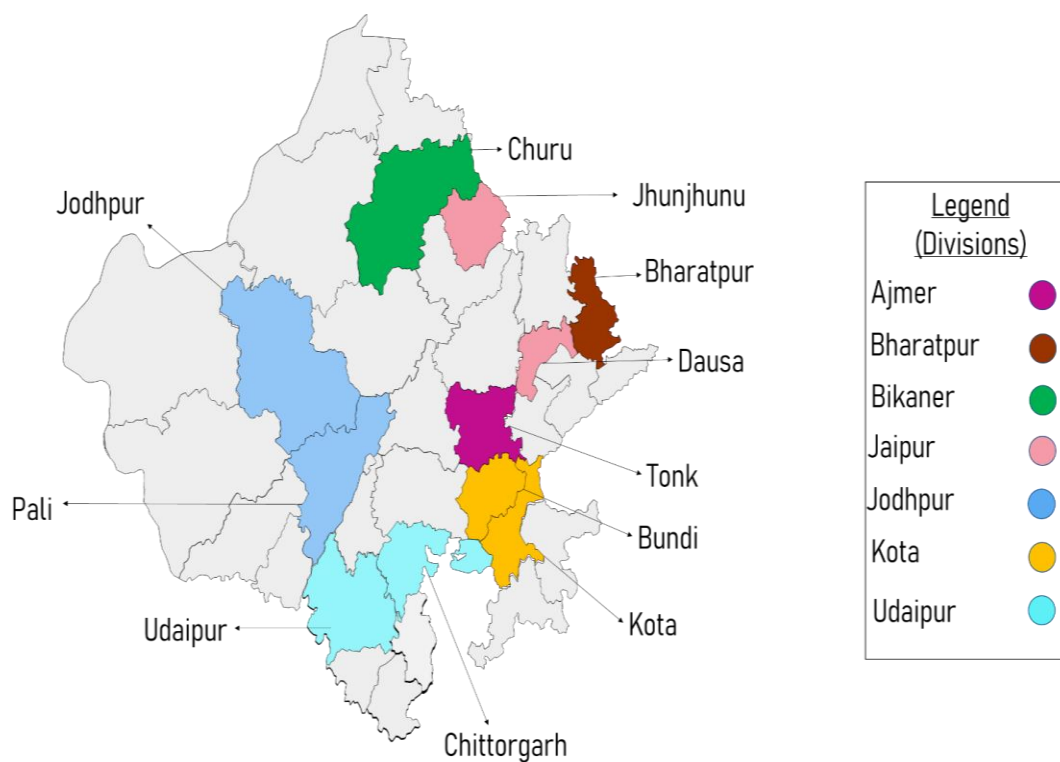 Churu
Jhunjhunu
Jodhpur
Bharatpur
Dausa
Tonk
Pali
Bundi
Kota
Udaipur
Chittorgarh
Legend
(Divisions)
Ajmer
Bharatpur
Bikaner
Jaipur
Jodhpur
Kota
Udaipur